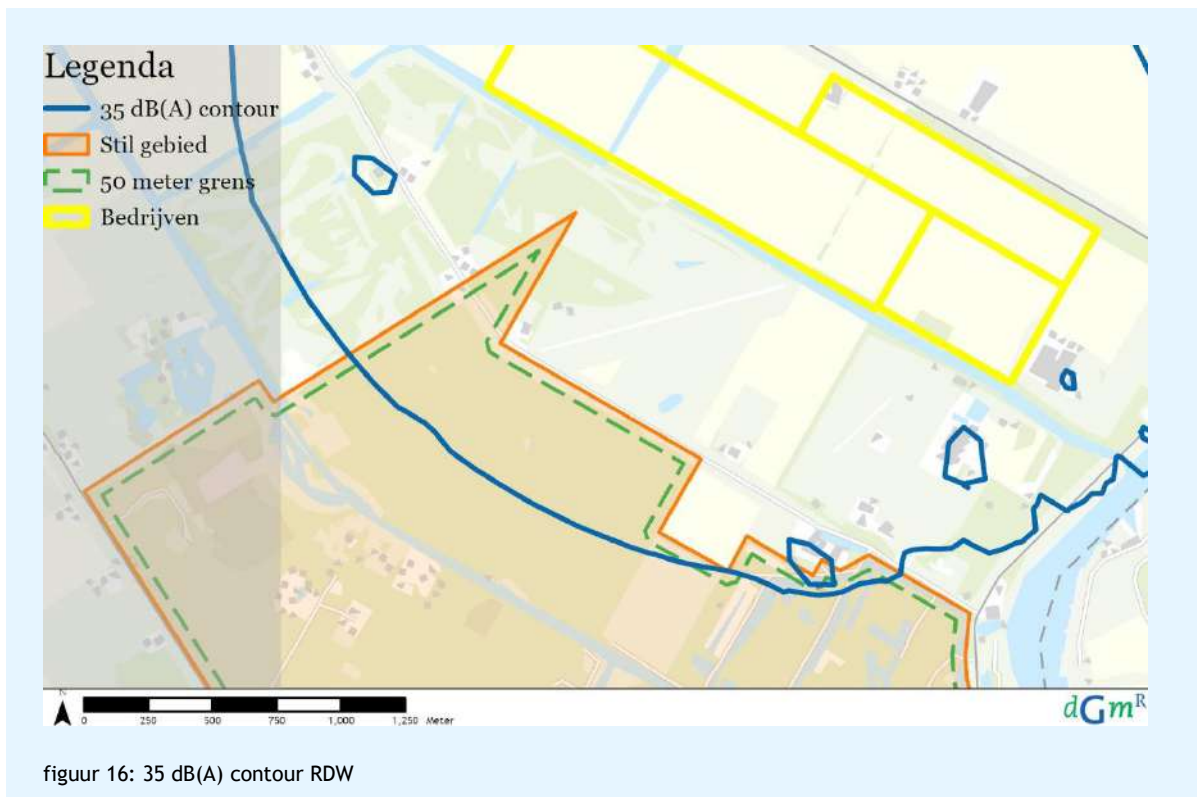 Legenda
35 dB(A) contour
Stil gebied
50 meter grens
Bedrijven
N
0 250 500 750 1,000 1,250 Meter
dGmR
figuur 16: 35 dB(A) contour RDW